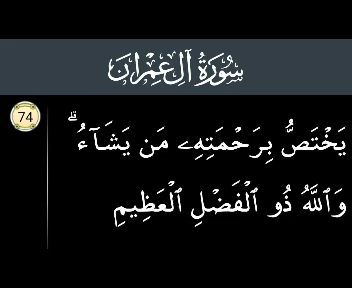 سُورَةُ آلِ عِمْرَانَ
74
يَخْتَصُّ بِرَحْمَتِهِۦ مَن يَشَآءُ ۗ
وَٱللَّهُ ذُو ٱلْفَضْلِ ٱلْعَظِيمِ